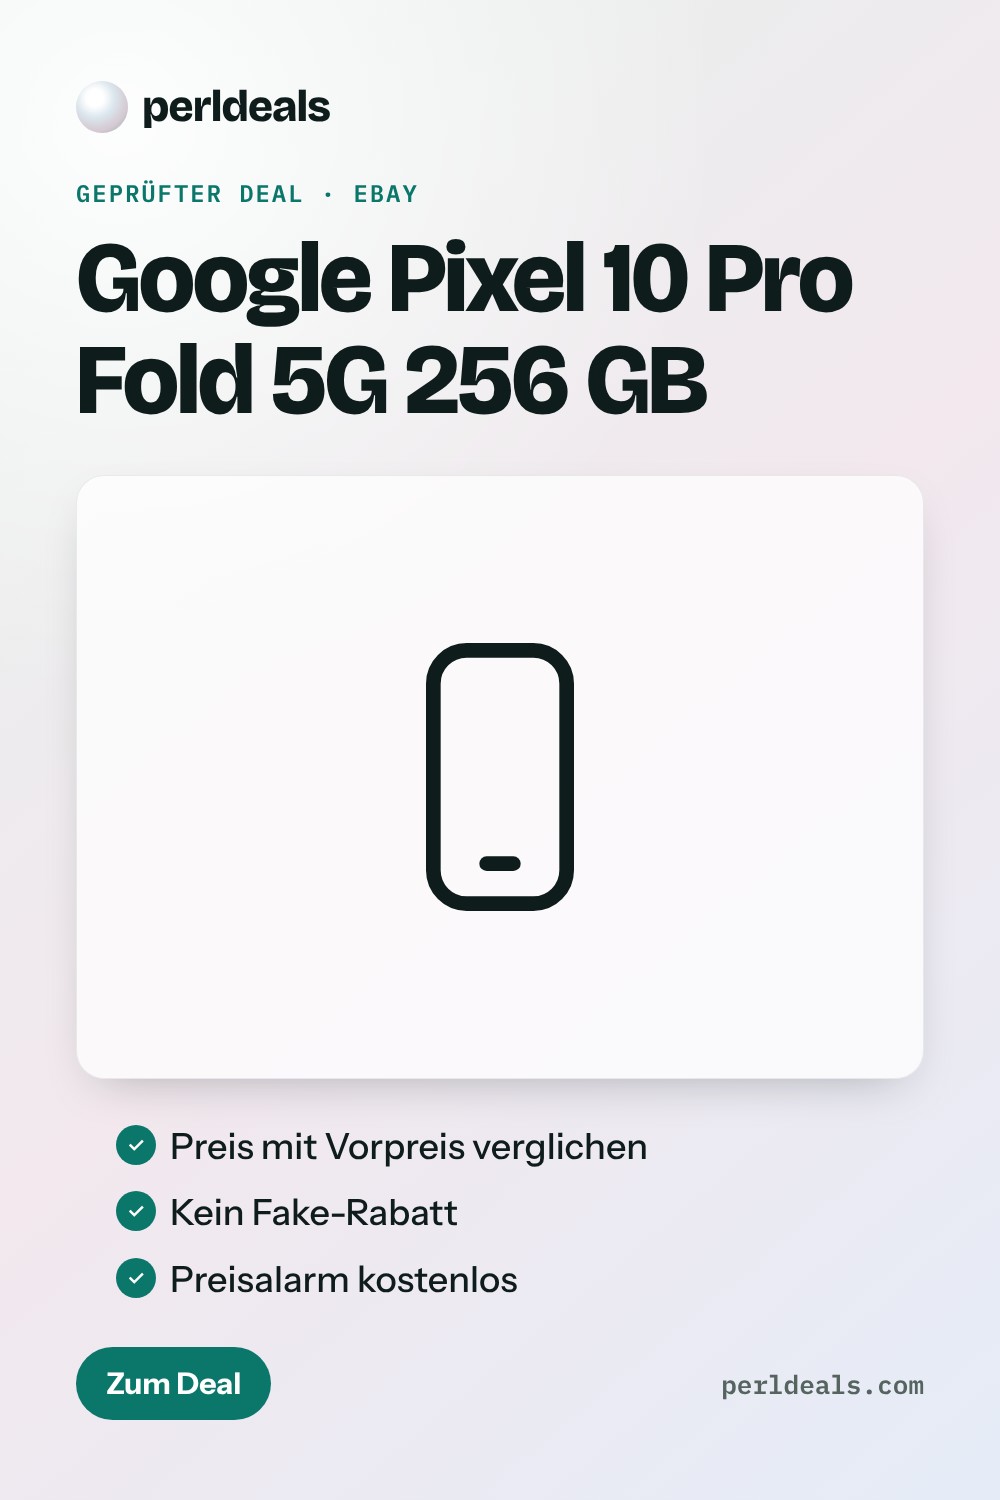 perldeals
GEPRÜFTER DEAL · EBAY
Google Pixel 10 Pro
Fold 5G 256 GB
Preis mit Vorpreis verglichen
Kein Fake-Rabatt
Preisalarm kostenlos
Zum Deal
perldeals.com